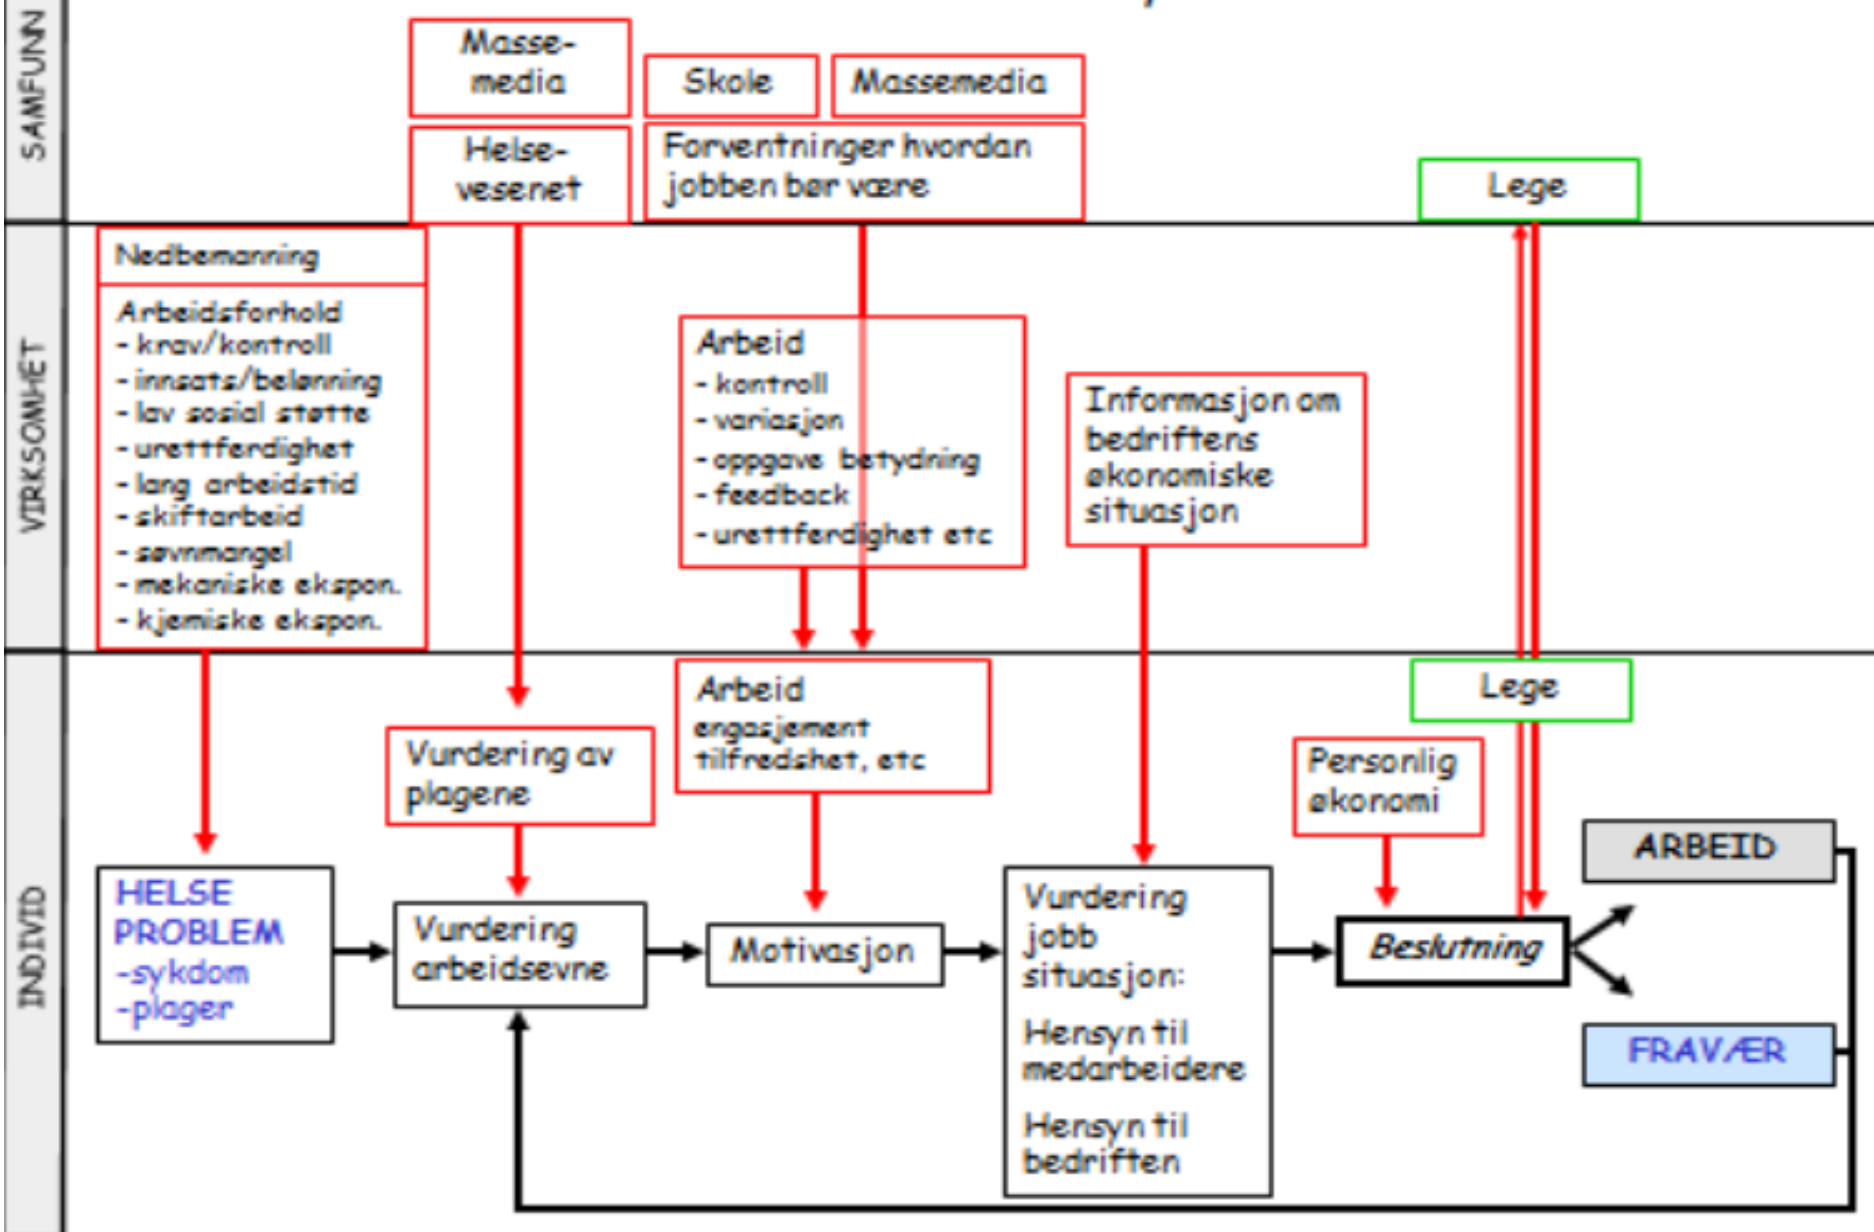 SAMFUNN
Masse-
media
Skole
Massemedia
Helse-
vesenet
Forventninger hvordan
jobben bør være
Lege
VIRKSOMHET
Nedbemanning
Arbeidsforhold
- krav/kontroll
- innsats/belønning
- lav sosial støtte
- urettferdighet
- lang arbeidstid
- skiftarbeid
- søvnmangel
- mekaniske ekspon.
- kjemiske ekspon.
Arbeid
- kontroll
- variasjon
- oppgave betydning
- feedback
- urettferdighet etc
Informasjon om
bedriftens
økonomiske
situasjon
INDIVID
Vurdering av
plagene
Arbeid
engasjement
tilfredshet, etc
Lege
Personlig
økonomi
HELSE
PROBLEM
-sykdom
-plager
Vurdering
arbeidsevne
Motivasjon
Vurdering
jobb
situasjon:
Hensyn til
medarbeidere
Hensyn til
bedriften
Beslutning
ARBEID
FRAVÆR